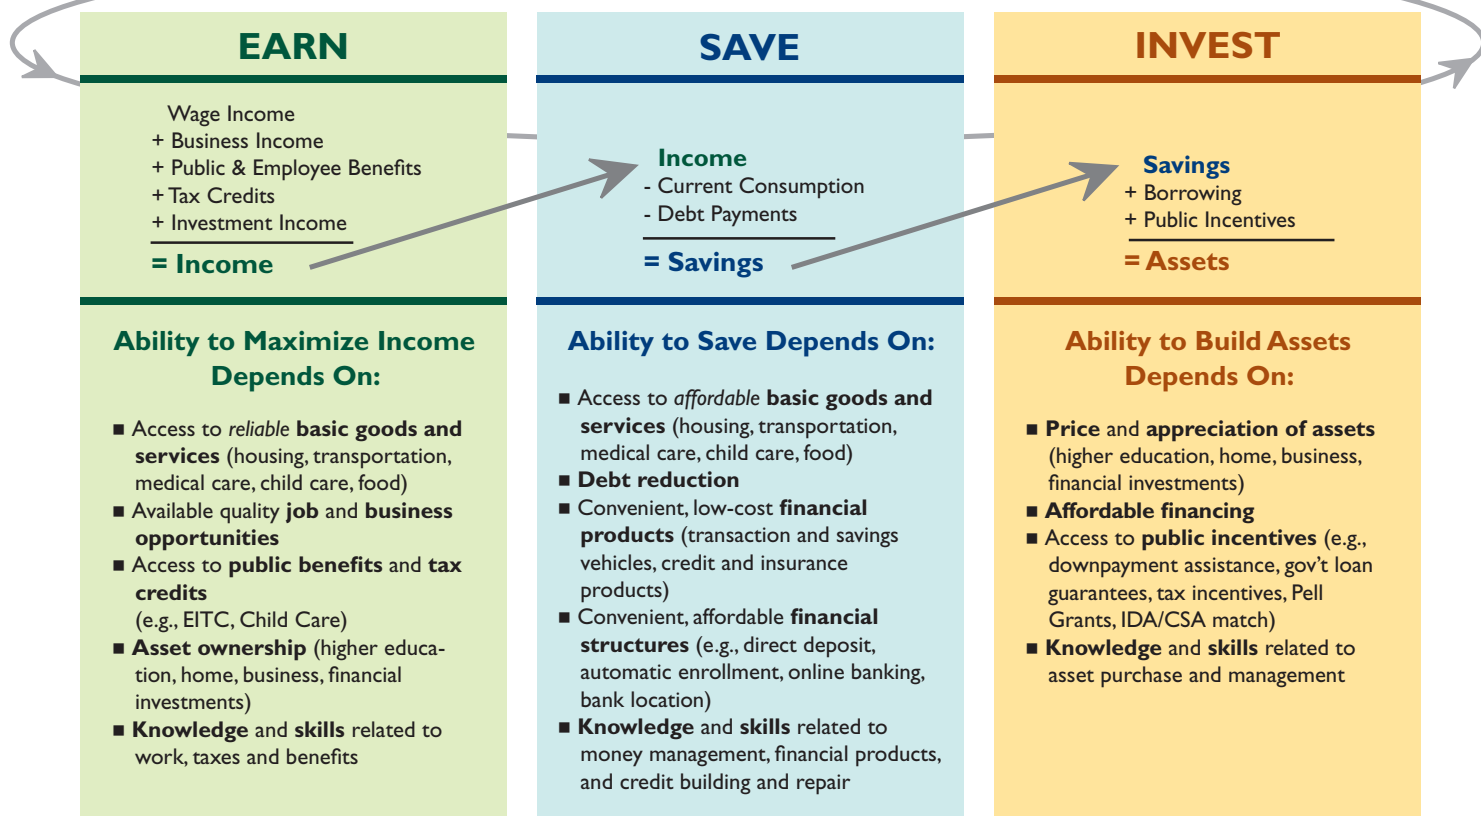 EARN
Wage Income
+ Business Income
+ Public & Employee Benefits
+ Tax Credits
+ Investment Income
= Income
Ability to Maximize Income
Depends On:
■ Access to reliable basic goods and
services (housing, transportation,
medical care, child care, food)
■ Available quality job and business
opportunities
■ Access to public benefits and tax
credits
(e.g., EITC, Child Care)
■ Asset ownership (higher educa-
tion, home, business, financial
investments)
■ Knowledge and skills related to
work, taxes and benefits
SAVE
Income
- Current Consumption
- Debt Payments
= Savings
Ability to Save Depends On:
■ Access to affordable basic goods and
services (housing, transportation,
medical care, child care, food)
■ Debt reduction
■ Convenient, low-cost financial
products (transaction and savings
vehicles, credit and insurance
products)
■ Convenient, affordable financial
structures (e.g., direct deposit,
automatic enrollment, online banking,
bank location)
■ Knowledge and skills related to
money management, financial products,
and credit building and repair
INVEST
Savings
+ Borrowing
+ Public Incentives
= Assets
Ability to Build Assets
Depends On:
■ Price and appreciation of assets
(higher education, home, business,
financial investments)
■ Affordable financing
■ Access to public incentives (e.g.,
downpayment assistance, gov't loan
guarantees, tax incentives, Pell
Grants, IDA/CSA match)
■ Knowledge and skills related to
asset purchase and management